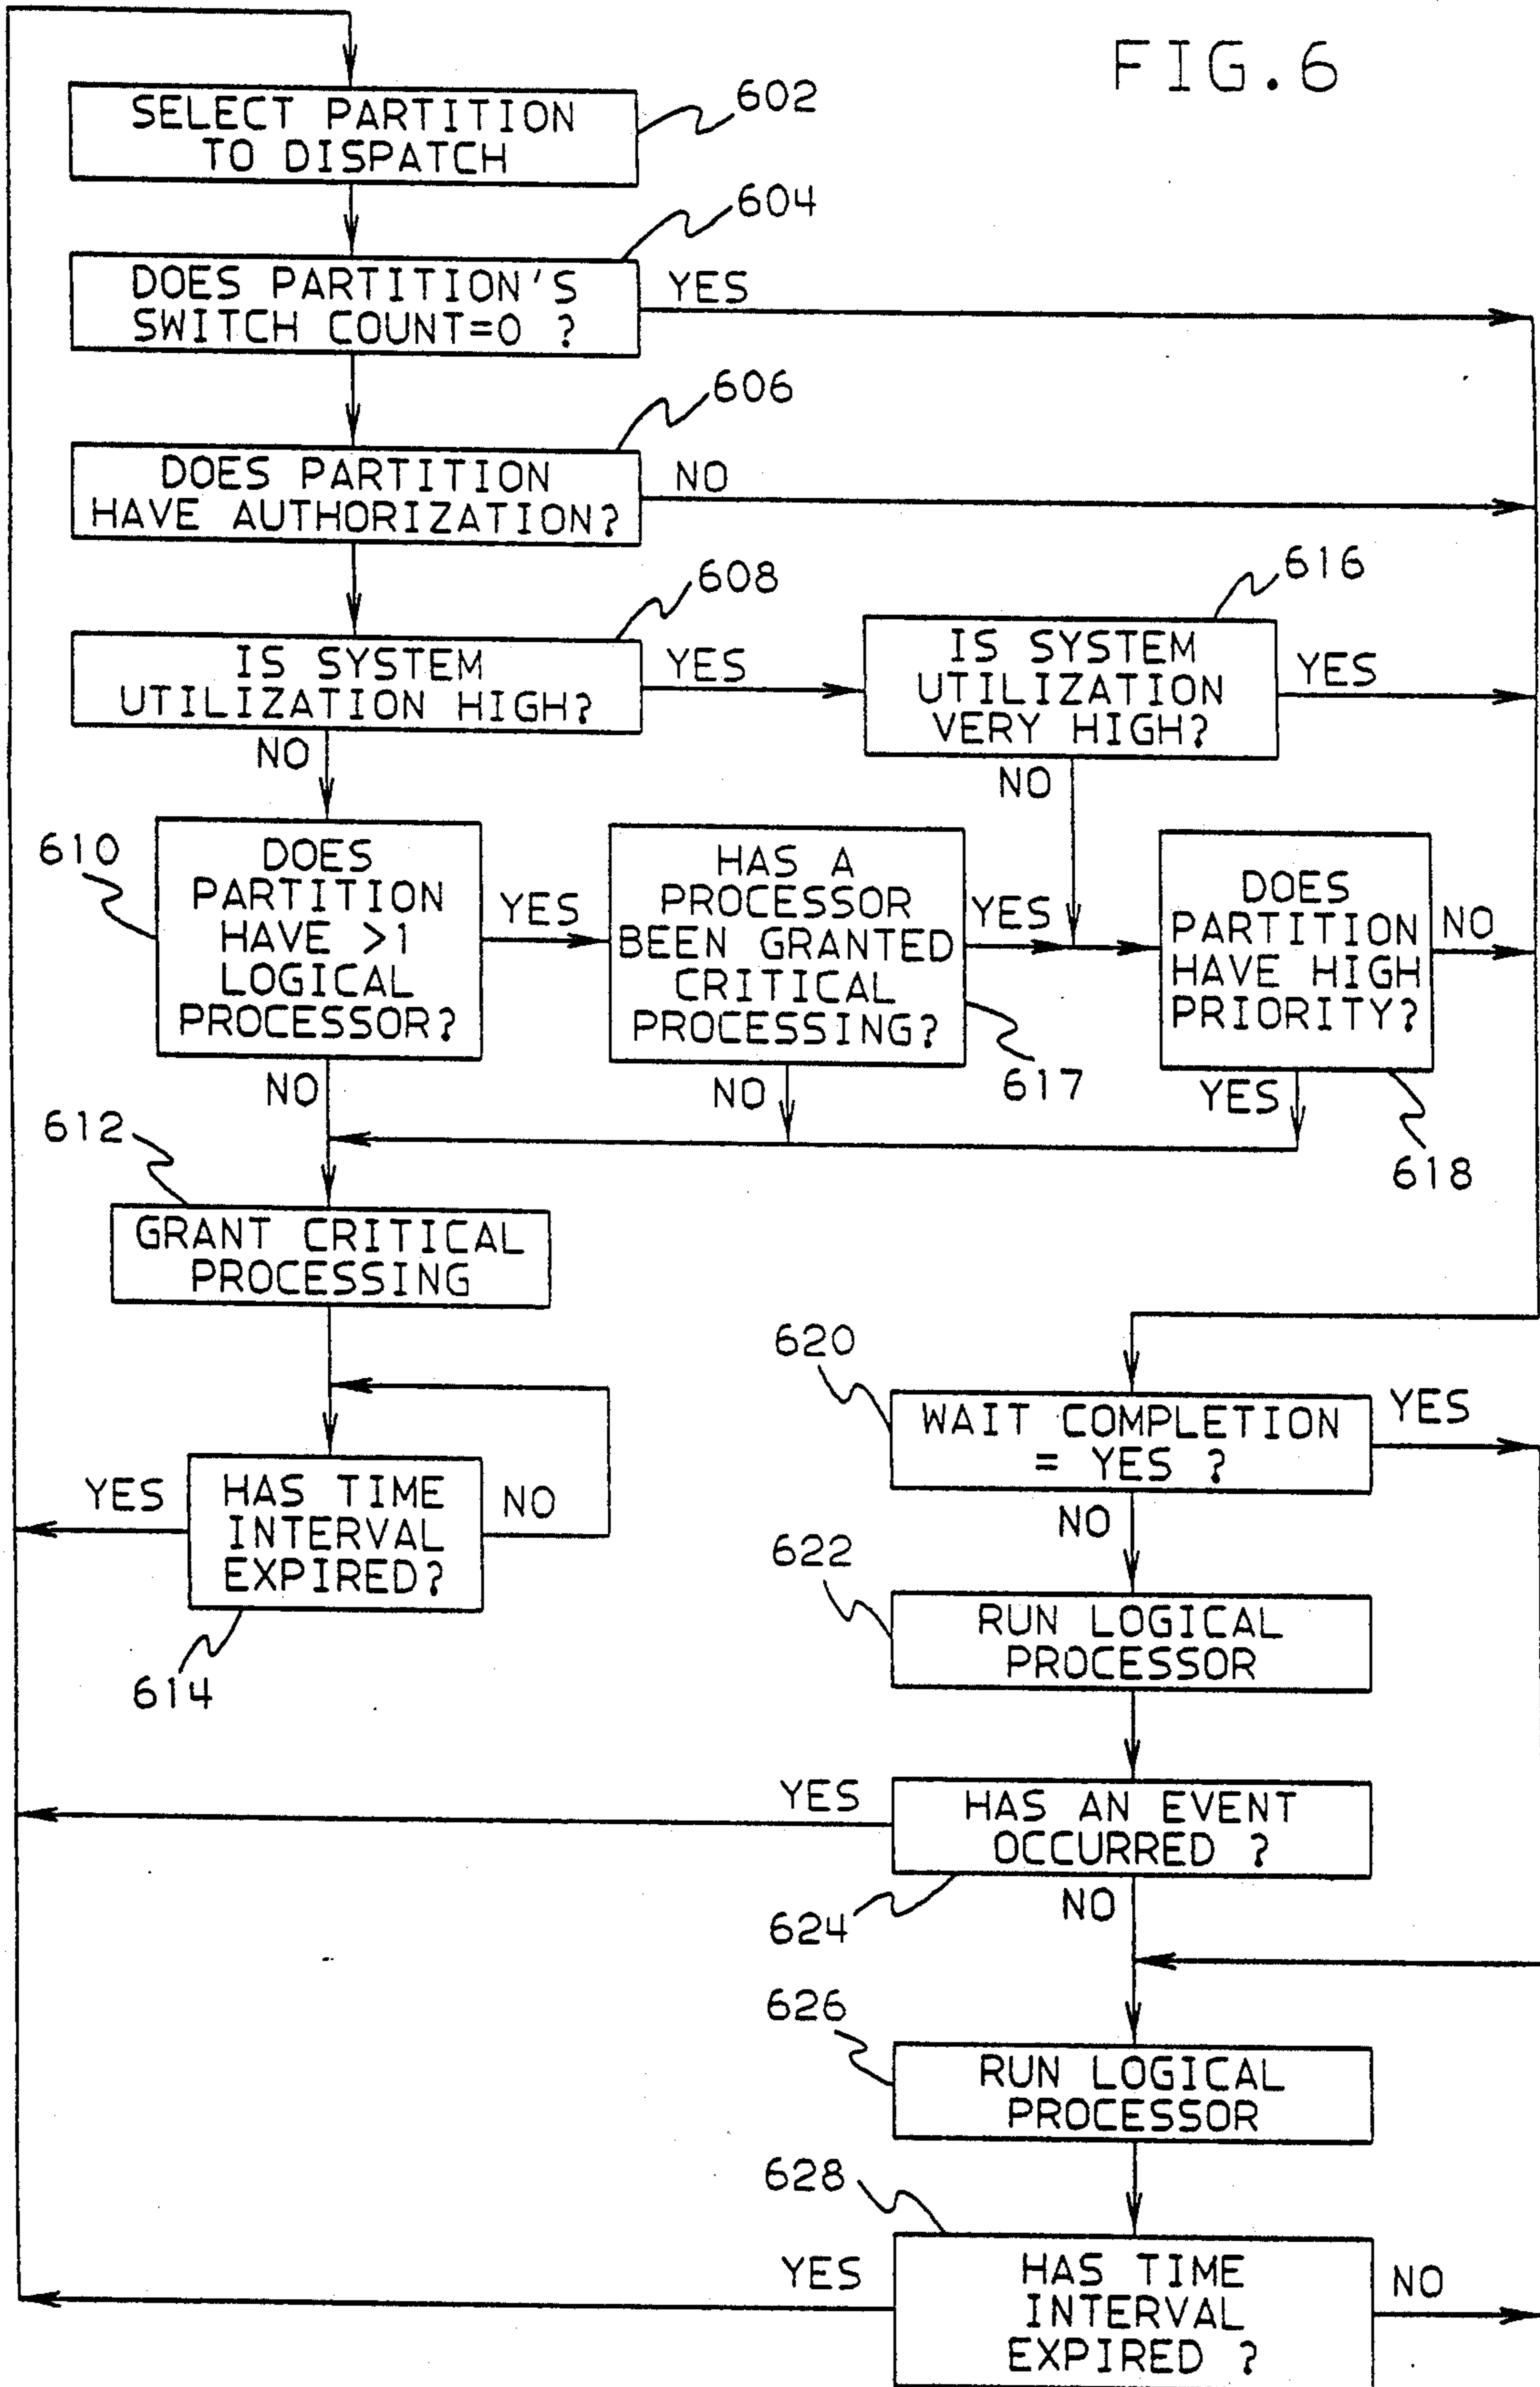 FIG.6
602
SELECT PARTITION
TO DISPATCH
604
DOES PARTITION'S
SWITCH COUNT=0 ?
YES
606
DOES PARTITION
HAVE AUTHORIZATION?
NO
608
IS SYSTEM
UTILIZATION HIGH?
YES
616
IS SYSTEM
UTILIZATION
VERY HIGH?
YES
NO
NO
610
DOES
PARTITION
HAVE >1
LOGICAL
PROCESSOR?
YES
HAS A
PROCESSOR
BEEN GRANTED
CRITICAL
PROCESSING?
YES
617
DOES
PARTITION
HAVE HIGH
PRIORITY?
NO
NO
NO
YES
618
612
GRANT CRITICAL
PROCESSING
YES
HAS TIME
INTERVAL
EXPIRED?
NO
614
620
WAIT COMPLETION
= YES ?
YES
NO
622
RUN LOGICAL
PROCESSOR
YES
HAS AN EVENT
OCCURRED ?
624
NO
626
RUN LOGICAL
PROCESSOR
628
YES
HAS TIME
INTERVAL
EXPIRED ?
NO